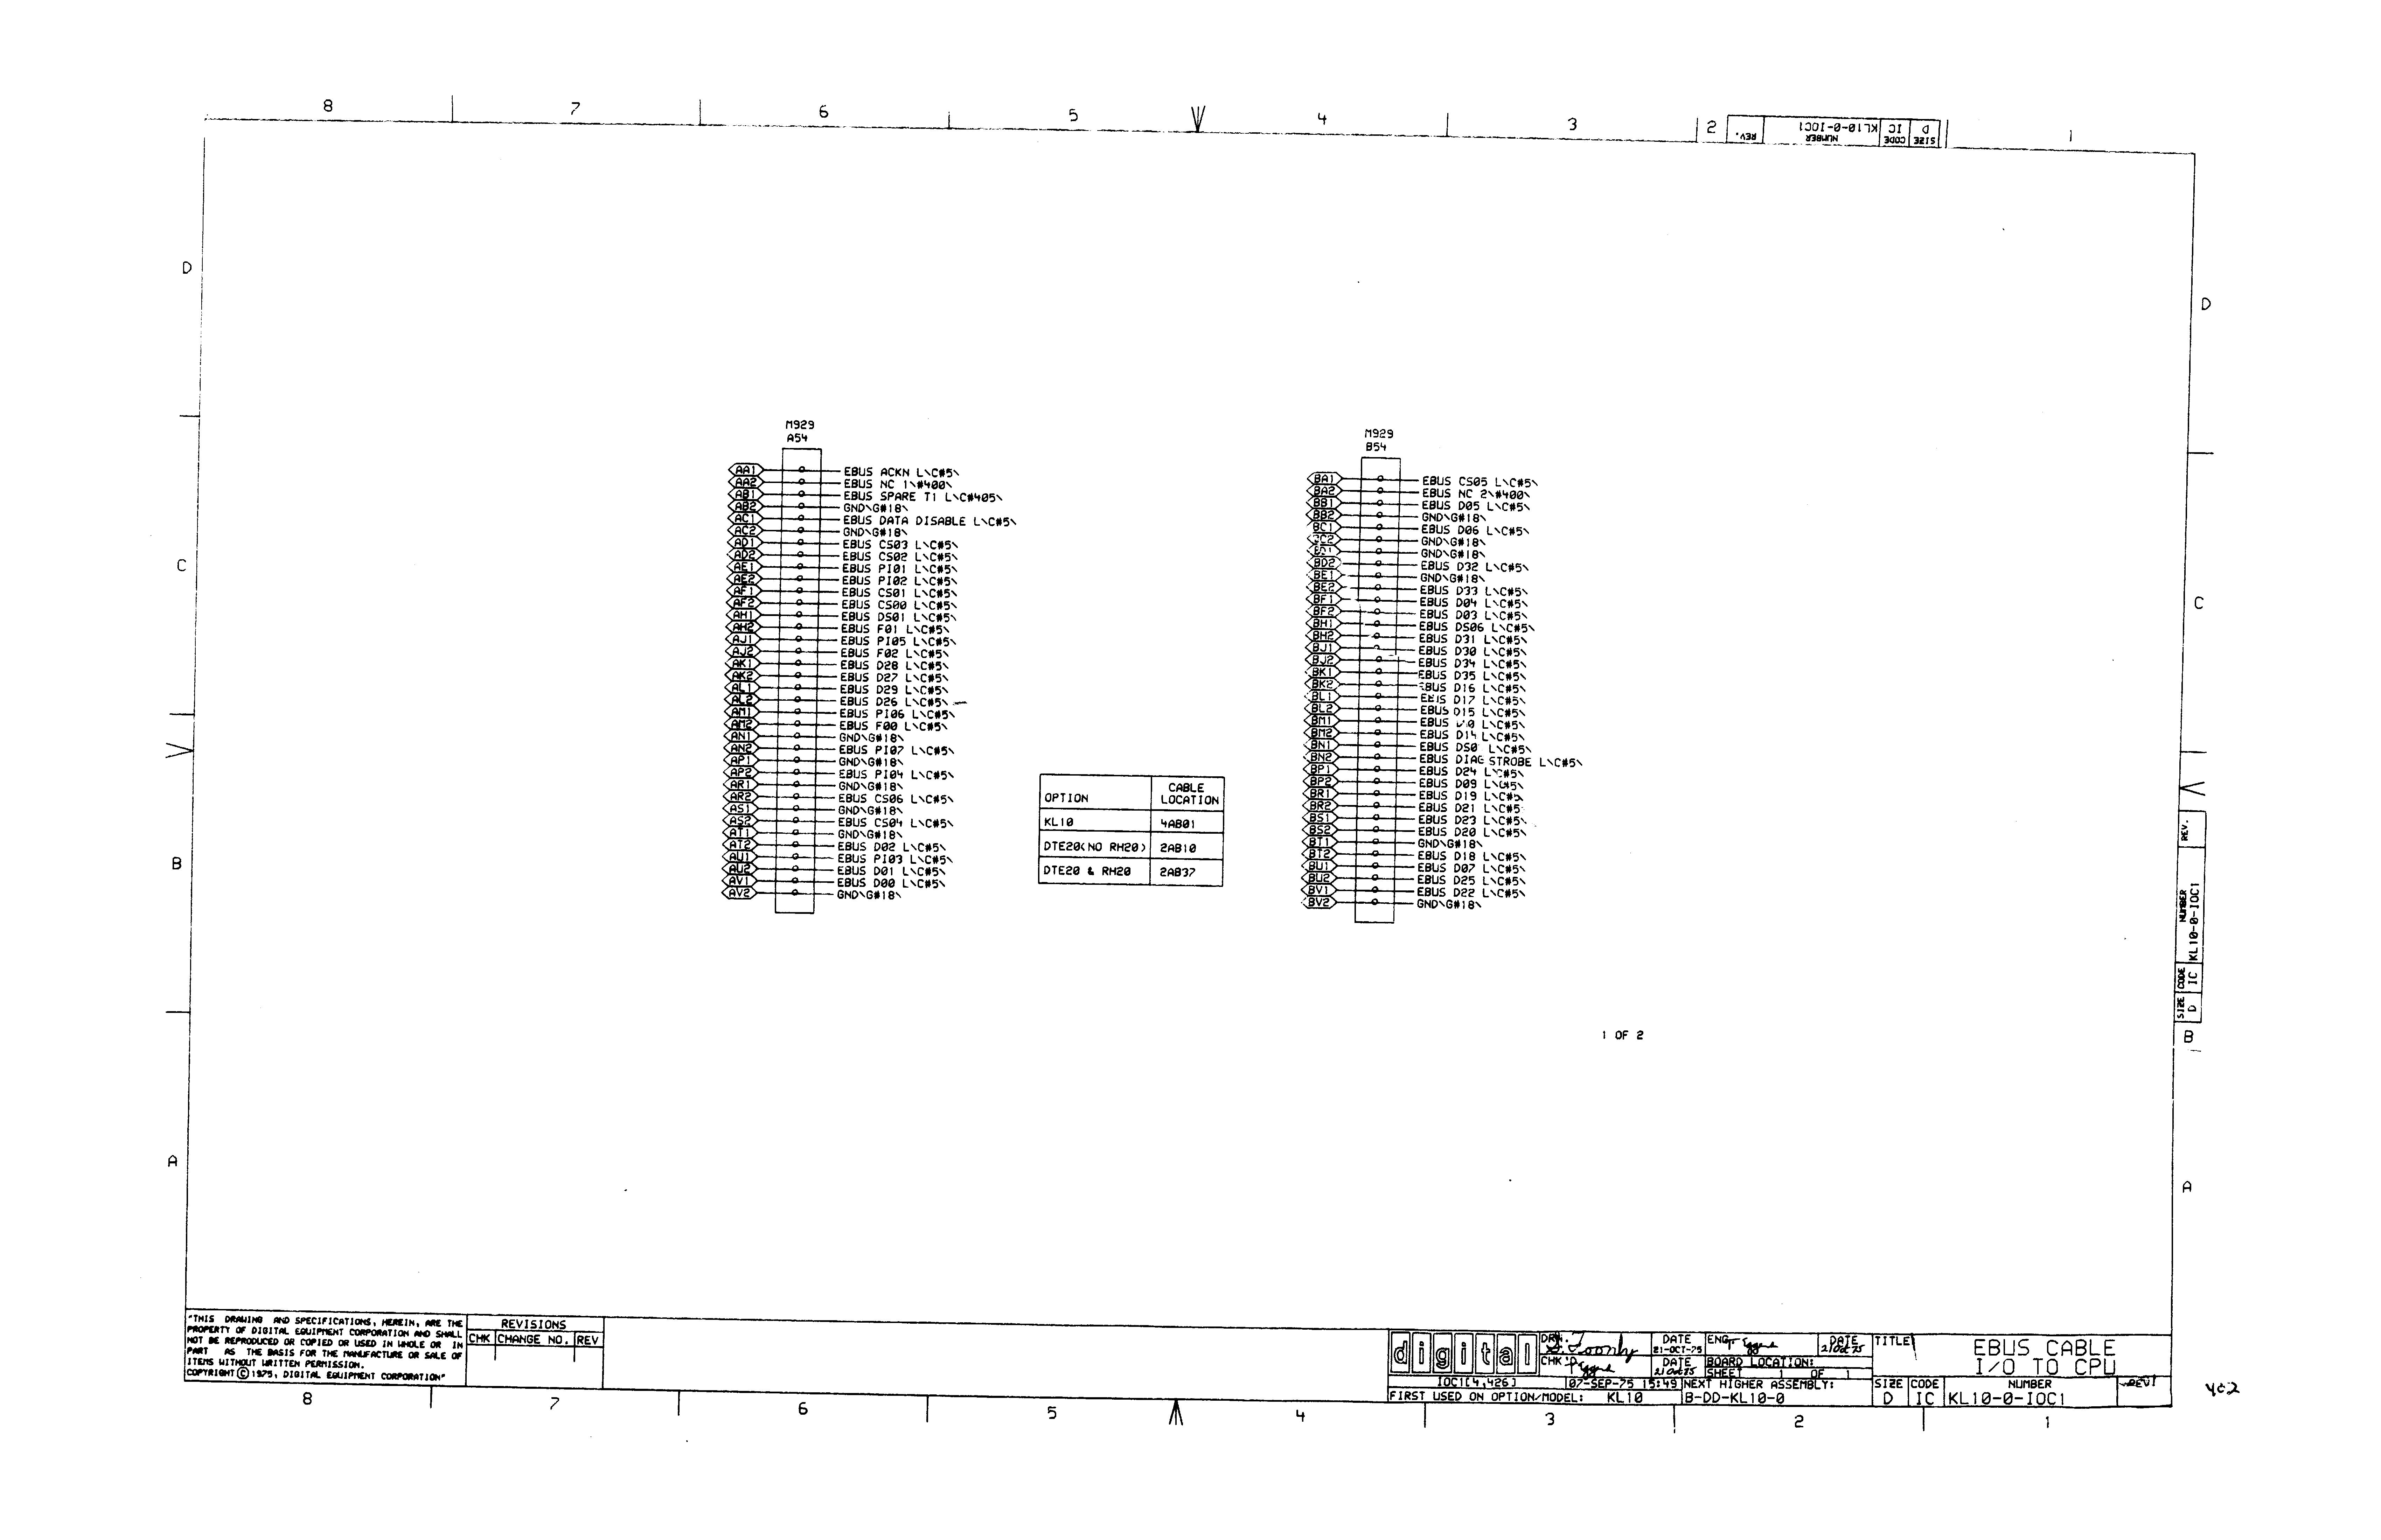 8 7 6 5 4 3 2 1
REV. NUMBER KL10-0-IOC1 CODE IC SIZE D
D
D
M929
A54
AA1 EBUS ACKN L\C#5\
AA2 EBUS NC 1\#400\
AB1 EBUS SPARE T1 L\C#405\
AB2 GND\G#18\
AC1 EBUS DATA DISABLE L\C#5\
AC2 GND\G#18\
AD1 EBUS CS03 L\C#5\
AD2 EBUS CS02 L\C#5\
AE1 EBUS PI01 L\C#5\
AE2 EBUS PI02 L\C#5\
AF1 EBUS CS01 L\C#5\
AF2 EBUS CS00 L\C#5\
AH1 EBUS DS01 L\C#5\
AH2 EBUS F01 L\C#5\
AJ1 EBUS PI05 L\C#5\
AJ2 EBUS F02 L\C#5\
AK1 EBUS D28 L\C#5\
AK2 EBUS D27 L\C#5\
AL1 EBUS D29 L\C#5\
AL2 EBUS D26 L\C#5\
AM1 EBUS PI06 L\C#5\
AM2 EBUS F00 L\C#5\
AN1 GND\G#18\
AN2 EBUS PI07 L\C#5\
AP1 GND\G#18\
AP2 EBUS PI04 L\C#5\
AR1 GND\G#18\
AR2 EBUS CS06 L\C#5\
AS1 GND\G#18\
AS2 EBUS CS04 L\C#5\
AT1 GND\G#18\
AT2 EBUS D02 L\C#5\
AU1 EBUS PI03 L\C#5\
AU2 EBUS D01 L\C#5\
AV1 EBUS D00 L\C#5\
AV2 GND\G#18\
OPTION CABLE LOCATION
KL10 4AB01
DTE20(NO RH20) 2AB10
DTE20 & RH20 2AB37
M929
B54
BA1 EBUS CS05 L\C#5\
BA2 EBUS NC 2\#400\
BB1 EBUS D05 L\C#5\
BB2 GND\G#18\
BC1 EBUS D06 L\C#5\
BC2 GND\G#18\
BD1 GND\G#18\
BD2 EBUS D32 L\C#5\
BE1 GND\G#18\
BE2 EBUS D33 L\C#5\
BF1 EBUS D04 L\C#5\
BF2 EBUS D03 L\C#5\
BH1 EBUS DS06 L\C#5\
BH2 EBUS D31 L\C#5\
BJ1 EBUS D30 L\C#5\
BJ2 EBUS D34 L\C#5\
BK1 EBUS D35 L\C#5\
BK2 EBUS D16 L\C#5\
BL1 EBUS D17 L\C#5\
BL2 EBUS D15 L\C#5\
BM1 EBUS L\C#5\
BM2 EBUS D14 L\C#5\
BN1 EBUS L\C#5\
BN2 EBUS DIAG STROBE L\C#5\
BP1 EBUS D24 L\C#5\
BP2 EBUS D09 L\C#5\
BR1 EBUS D19 L\C#5\
BR2 EBUS D21 L\C#5
BS1 EBUS D23 L\C#5\
BS2 EBUS D20 L\C#5\
BT1 GND\G#18\
BT2 EBUS D18 L\C#5\
BU1 EBUS D07 L\C#5\
BU2 EBUS D25 L\C#5\
BV1 EBUS D22 L\C#5\
BV2 GND\G#18\
C
C
B
B
A
A
1 OF 2
SIZE D CODE IC NUMBER KL10-0-IOC1 REV.
"THIS DRAWING AND SPECIFICATIONS, HEREIN, ARE THE
PROPERTY OF DIGITAL EQUIPMENT CORPORATION AND SHALL
NOT BE REPRODUCED OR COPIED OR USED IN WHOLE OR IN
PART AS THE BASIS FOR THE MANUFACTURE OR SALE OF
ITEMS WITHOUT WRITTEN PERMISSION.
COPYRIGHT © 1975, DIGITAL EQUIPMENT CORPORATION"
REVISIONS
CHK CHANGE NO. REV
digital
DRN. DATE 21-OCT-75 ENG. DATE 21 Oct 75
CHK'D DATE 21 Oct 75 BOARD LOCATION:
SHEET 1 OF 1
IOC1[4,426] 07-SEP-75 15:49 NEXT HIGHER ASSEMBLY:
FIRST USED ON OPTION/MODEL: KL10 B-DD-KL10-0
TITLE EBUS CABLE
I/O TO CPU
SIZE CODE NUMBER REV
D IC KL10-0-IOC1
8 7 6 5 4 3 2 1